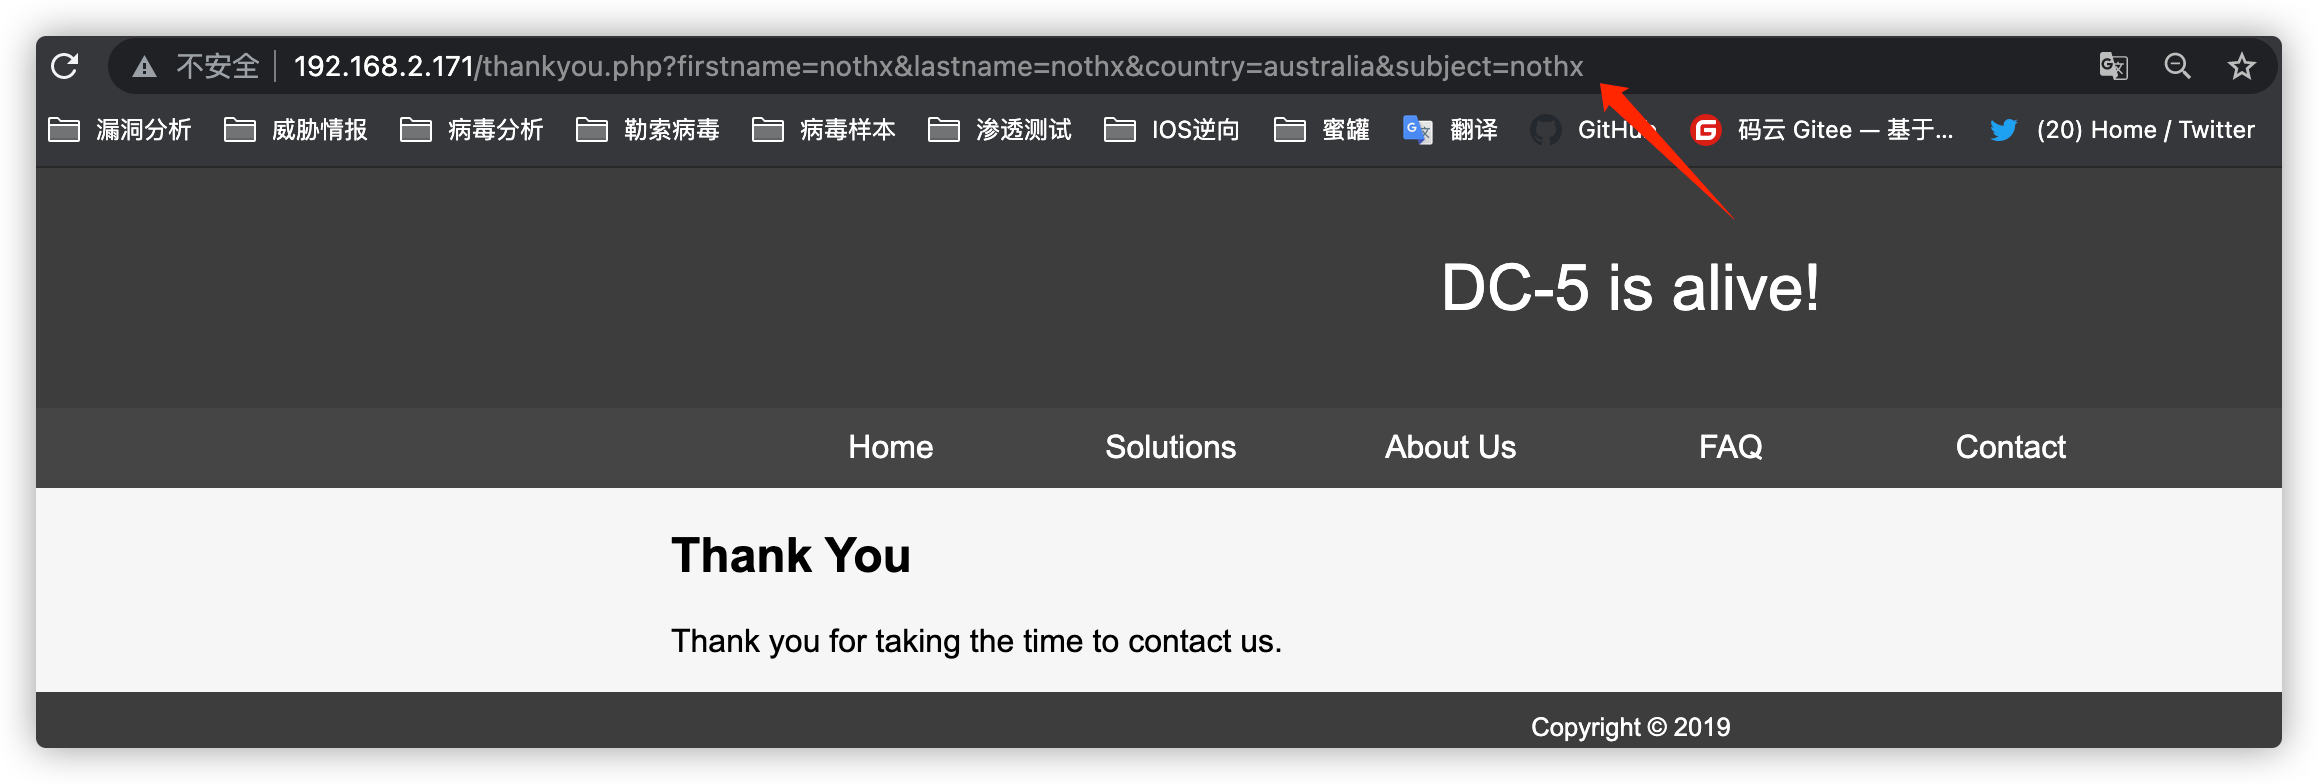 不安全 192.168.2.171/thankyou.php?firstname=nothx&lastname=nothx&country=australia&subject=nothx
漏洞分析 威胁情报 病毒分析 勒索病毒 病毒样本 渗透测试 IOS逆向 蜜罐 翻译 GitHub 码云 Gitee — 基于... (20) Home / Twitter
DC-5 is alive!
Home Solutions About Us FAQ Contact
Thank You
Thank you for taking the time to contact us.
Copyright © 2019